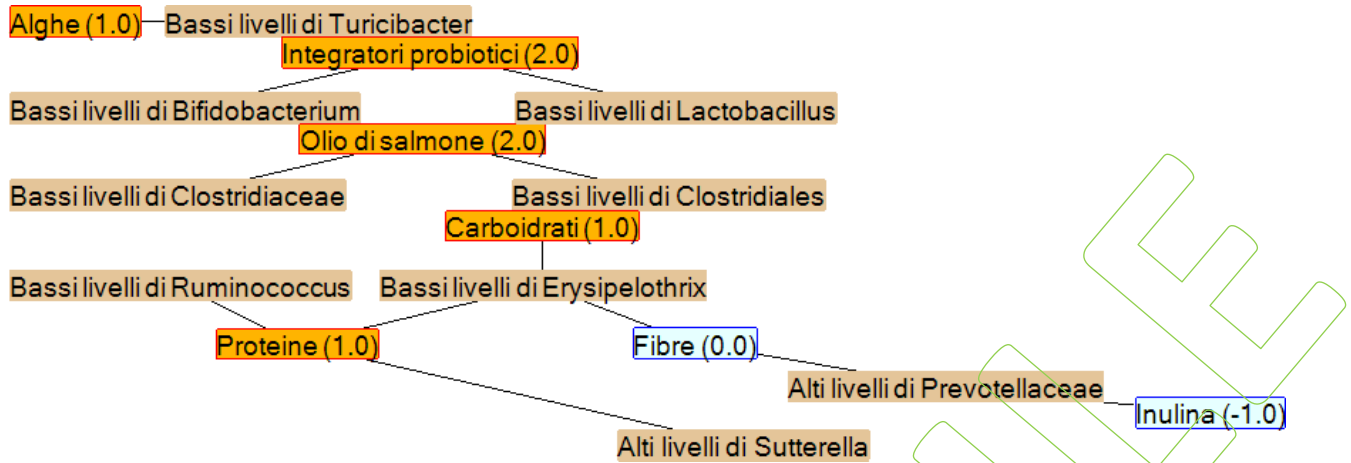 Alghe (1.0)
Bassi livelli di Turicibacter
Integratori probiotici (2.0)
Bassi livelli di Bifidobacterium
Bassi livelli di Lactobacillus
Olio di salmone (2.0)
Bassi livelli di Clostridiaceae
Bassi livelli di Clostridiales
Carboidrati (1.0)
Bassi livelli di Ruminococcus
Bassi livelli di Erysipelothrix
Proteine (1.0)
Fibre (0.0)
Alti livelli di Prevotellaceae
Inulina (-1.0)
Alti livelli di Sutterella